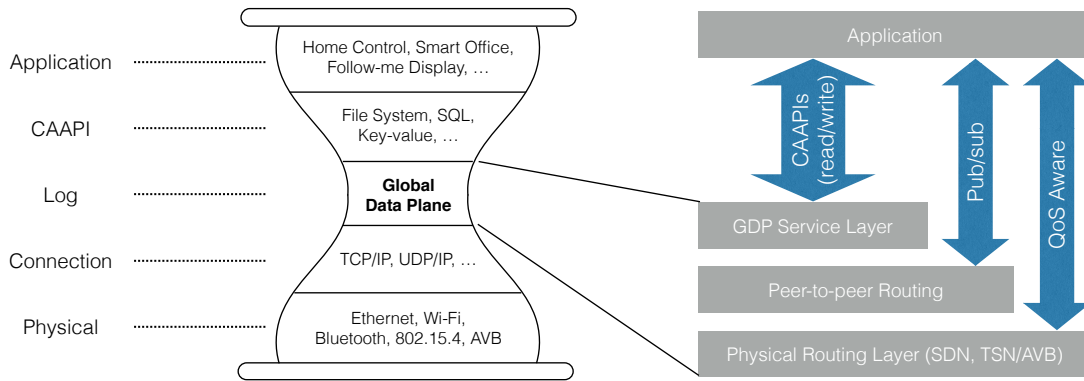 Application
CAAPI
Log
Connection
Physical
Home Control, Smart Office,
Follow-me Display, …
File System, SQL,
Key-value, …
Global
Data Plane
TCP/IP, UDP/IP, …
Ethernet, Wi-Fi,
Bluetooth, 802.15.4, AVB
Application
CAAPIs
(read/write)
Pub/sub
QoS Aware
GDP Service Layer
Peer-to-peer Routing
Physical Routing Layer (SDN, TSN/AVB)